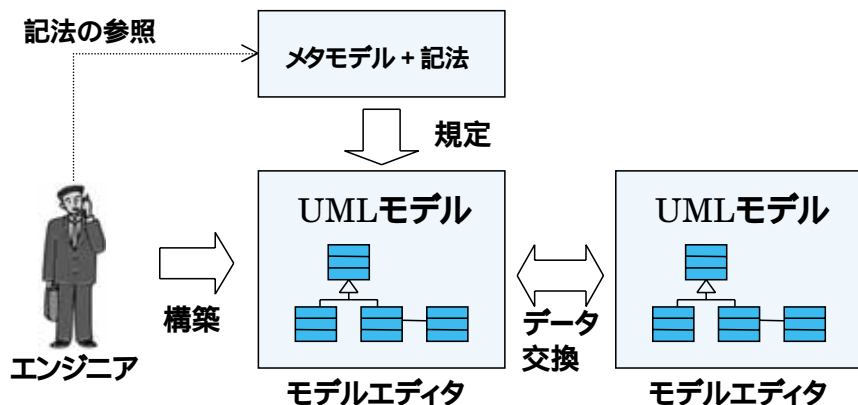 記法の参照
メタモデル + 記法
規定
UMLモデル
UMLモデル
構築
データ
交換
エンジニア
モデルエディタ
モデルエディタ